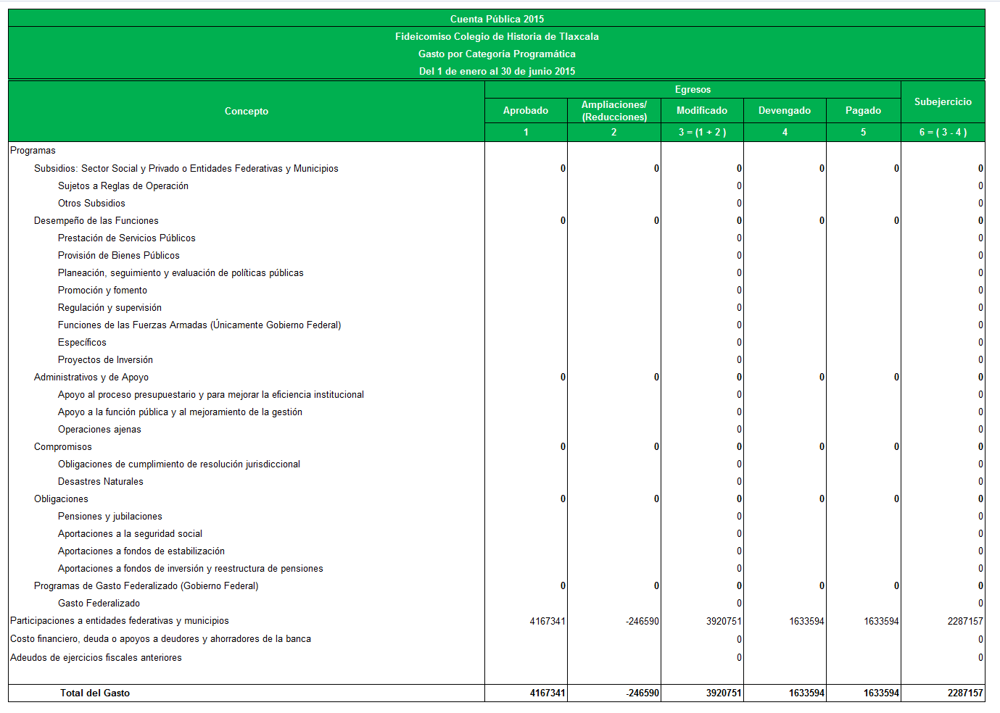 Cuenta Pública 2015
Fideicomiso Colegio de Historia de Tlaxcala
Gasto por Categoría Programática
Del 1 de enero al 30 de junio 2015
Concepto Egresos Subejercicio
Aprobado Ampliaciones/ (Reducciones) Modificado Devengado Pagado
1 2 3 = (1 + 2 ) 4 5 6 = ( 3 - 4 )
Programas
Subsidios: Sector Social y Privado o Entidades Federativas y Municipios 0 0 0 0 0 0
Sujetos a Reglas de Operación 0 0
Otros Subsidios 0 0
Desempeño de las Funciones 0 0 0 0 0 0
Prestación de Servicios Públicos 0 0
Provisión de Bienes Públicos 0 0
Planeación, seguimiento y evaluación de políticas públicas 0 0
Promoción y fomento 0 0
Regulación y supervisión 0 0
Funciones de las Fuerzas Armadas (Únicamente Gobierno Federal) 0 0
Específicos 0 0
Proyectos de Inversión 0 0
Administrativos y de Apoyo 0 0 0 0 0 0
Apoyo al proceso presupuestario y para mejorar la eficiencia institucional 0 0
Apoyo a la función pública y al mejoramiento de la gestión 0 0
Operaciones ajenas 0 0
Compromisos 0 0 0 0 0 0
Obligaciones de cumplimiento de resolución jurisdiccional 0 0
Desastres Naturales 0 0
Obligaciones 0 0 0 0 0 0
Pensiones y jubilaciones 0 0
Aportaciones a la seguridad social 0 0
Aportaciones a fondos de estabilización 0 0
Aportaciones a fondos de inversión y reestructura de pensiones 0 0
Programas de Gasto Federalizado (Gobierno Federal) 0 0 0 0 0 0
Gasto Federalizado 0 0
Participaciones a entidades federativas y municipios 4167341 -246590 3920751 1633594 1633594 2287157
Costo financiero, deuda o apoyos a deudores y ahorradores de la banca 0 0
Adeudos de ejercicios fiscales anteriores 0 0
Total del Gasto 4167341 -246590 3920751 1633594 1633594 2287157